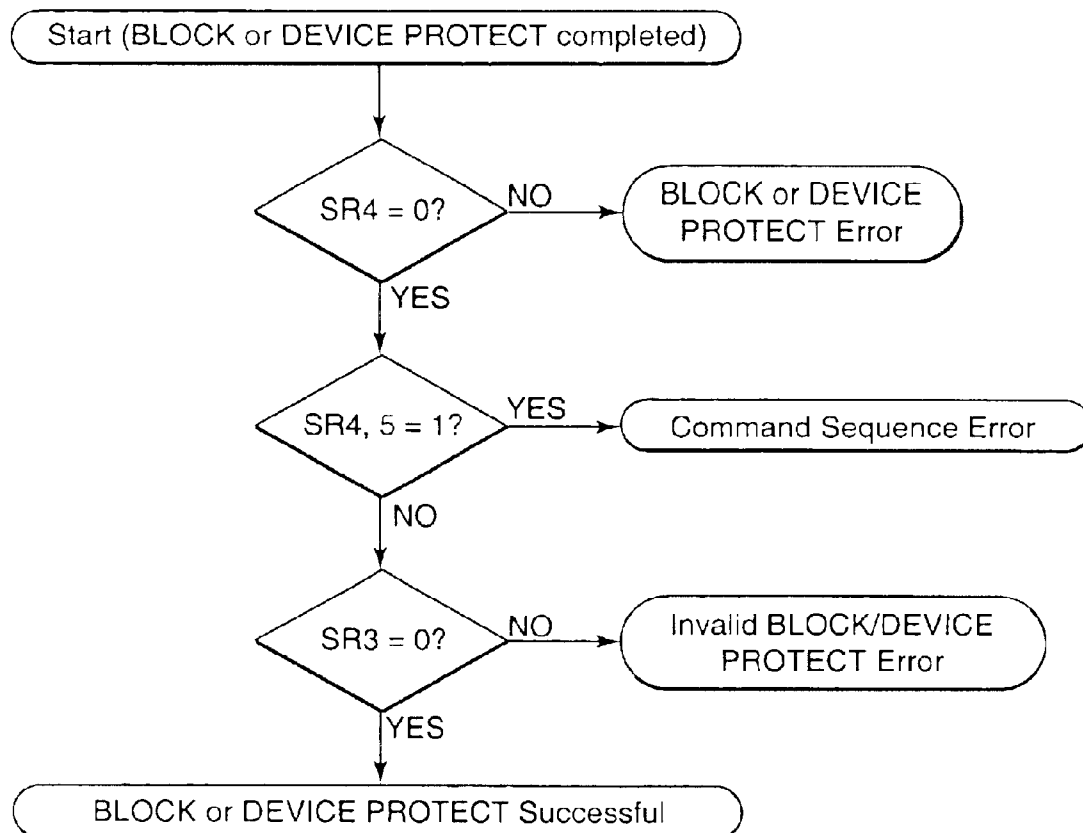 Start (BLOCK or DEVICE PROTECT completed)
SR4 = 0?
NO
BLOCK or DEVICE
PROTECT Error
YES
SR4, 5 = 1?
YES
Command Sequence Error
NO
SR3 = 0?
NO
Invalid BLOCK/DEVICE
PROTECT Error
YES
BLOCK or DEVICE PROTECT Successful